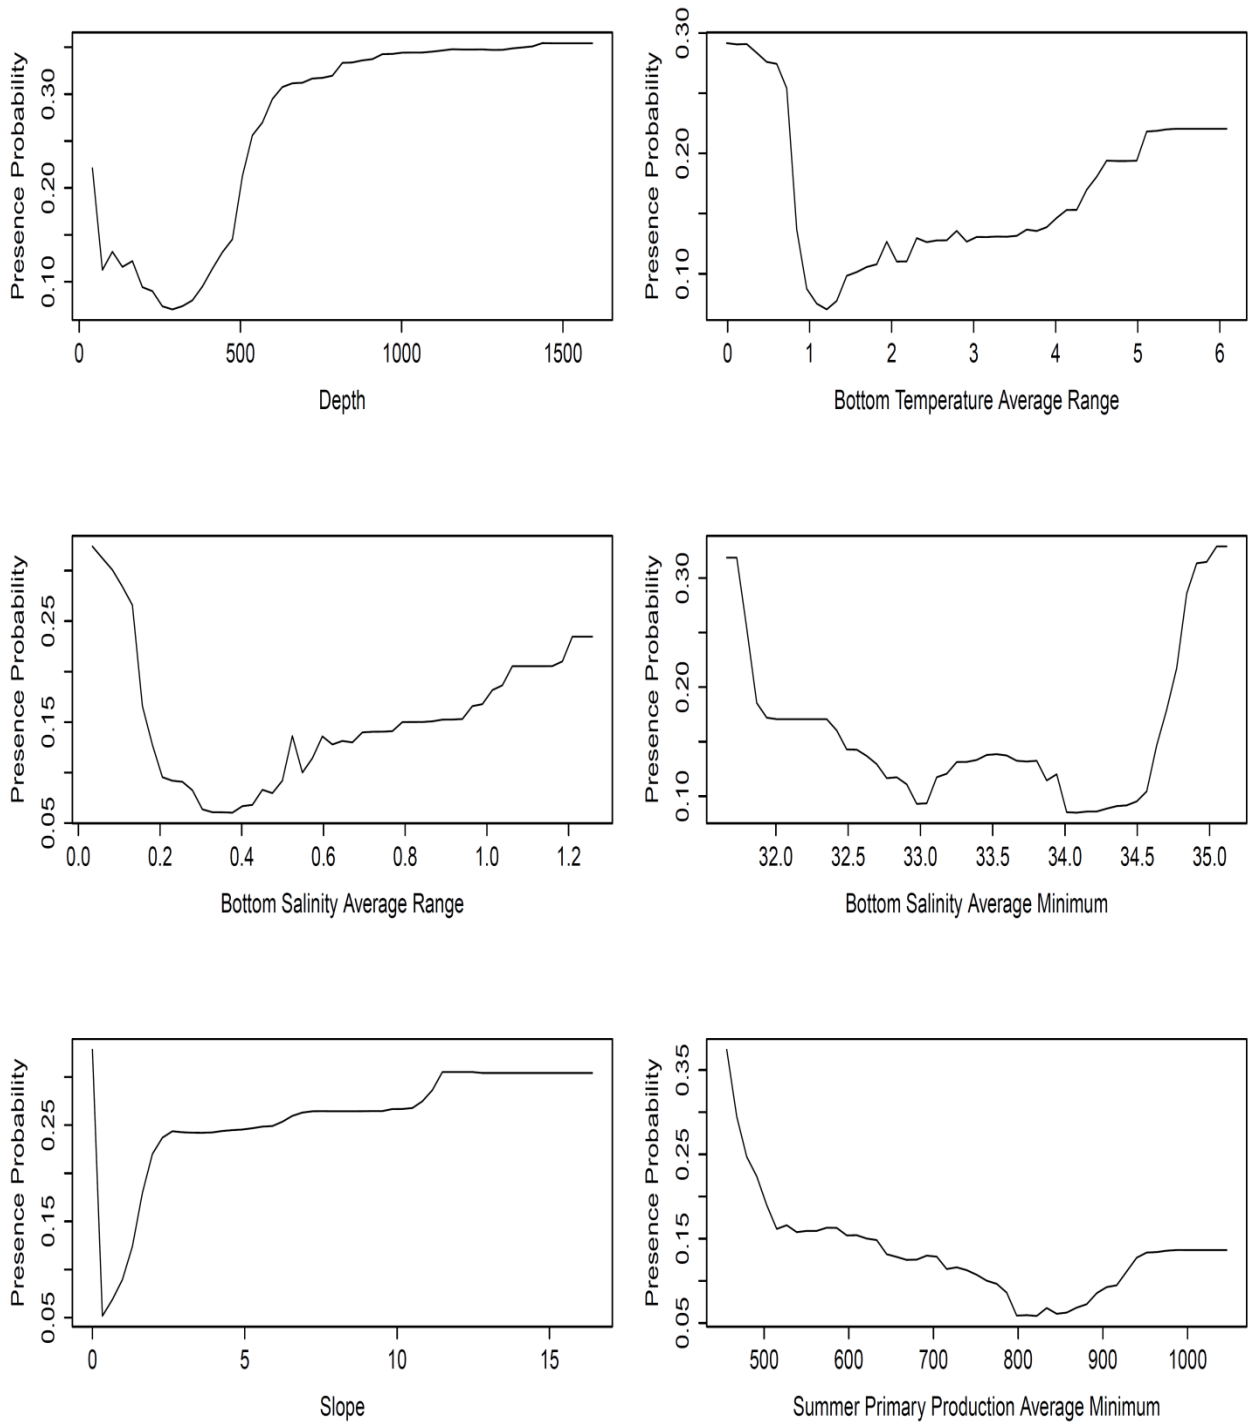 Presence Probability
0.10 0.20 0.30
0 500 1000 1500
Depth
Presence Probability
0.10 0.20 0.30
0 1 2 3 4 5 6
Bottom Temperature Average Range
Presence Probability
0.05 0.15 0.25
0.0 0.2 0.4 0.6 0.8 1.0 1.2
Bottom Salinity Average Range
Presence Probability
0.10 0.20 0.30
32.0 32.5 33.0 33.5 34.0 34.5 35.0
Bottom Salinity Average Minimum
Presence Probability
0.05 0.15 0.25
0 5 10 15
Slope
Presence Probability
0.05 0.15 0.25 0.35
500 600 700 800 900 1000
Summer Primary Production Average Minimum